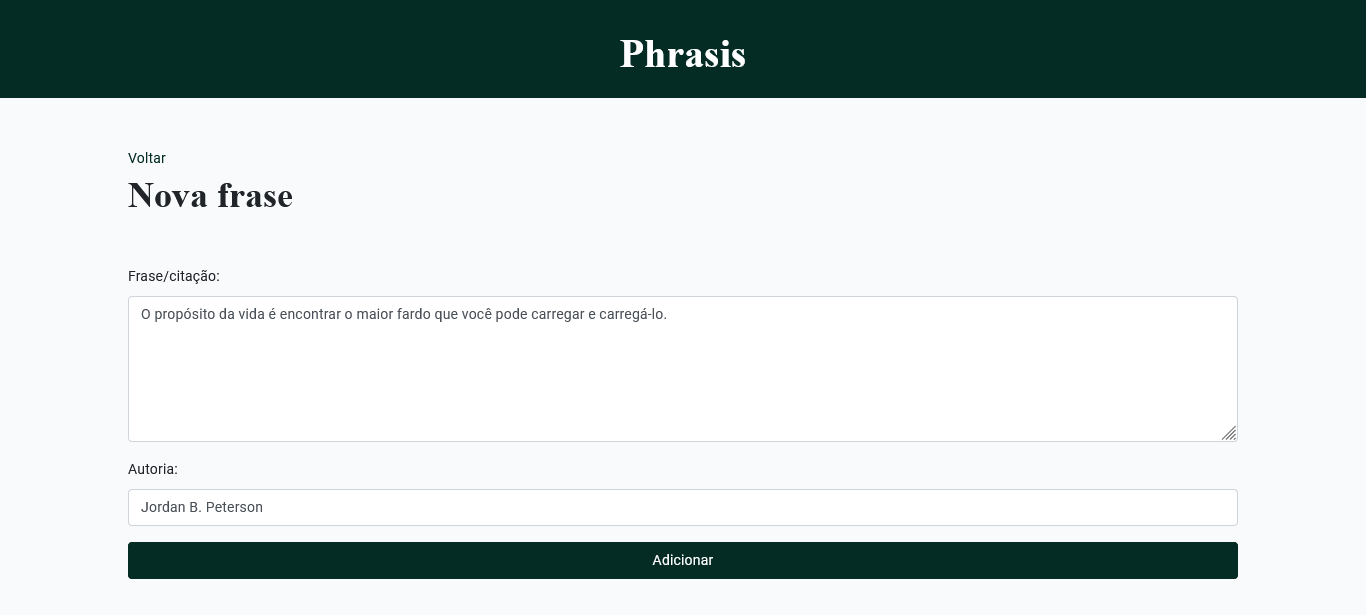 Phrasis
Voltar
Nova frase
Frase/citação:
O propósito da vida é encontrar o maior fardo que você pode carregar e carregá-lo.
Autoria:
Jordan B. Peterson
Adicionar